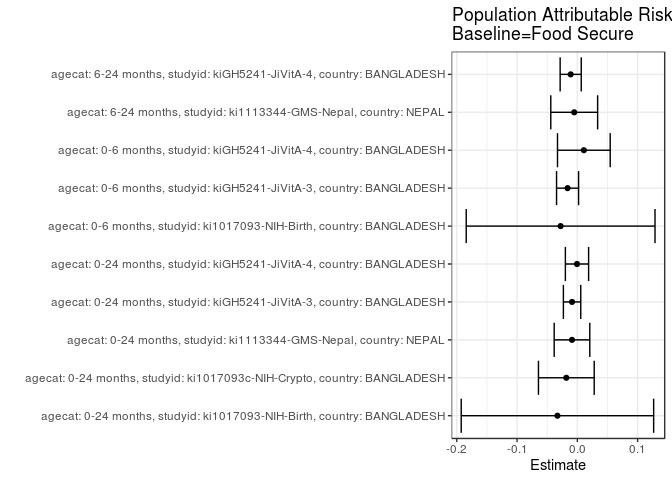 Population Attributable Risk
Baseline=Food Secure
agecat: 6-24 months, studyid: kiGH5241-JiVitA-4, country: BANGLADESH
agecat: 6-24 months, studyid: ki1113344-GMS-Nepal, country: NEPAL
agecat: 0-6 months, studyid: kiGH5241-JiVitA-4, country: BANGLADESH
agecat: 0-6 months, studyid: kiGH5241-JiVitA-3, country: BANGLADESH
agecat: 0-6 months, studyid: ki1017093-NIH-Birth, country: BANGLADESH
agecat: 0-24 months, studyid: kiGH5241-JiVitA-4, country: BANGLADESH
agecat: 0-24 months, studyid: kiGH5241-JiVitA-3, country: BANGLADESH
agecat: 0-24 months, studyid: ki1113344-GMS-Nepal, country: NEPAL
agecat: 0-24 months, studyid: ki1017093c-NIH-Crypto, country: BANGLADESH
agecat: 0-24 months, studyid: ki1017093-NIH-Birth, country: BANGLADESH
-0.2 -0.1 0.0 0.1
Estimate